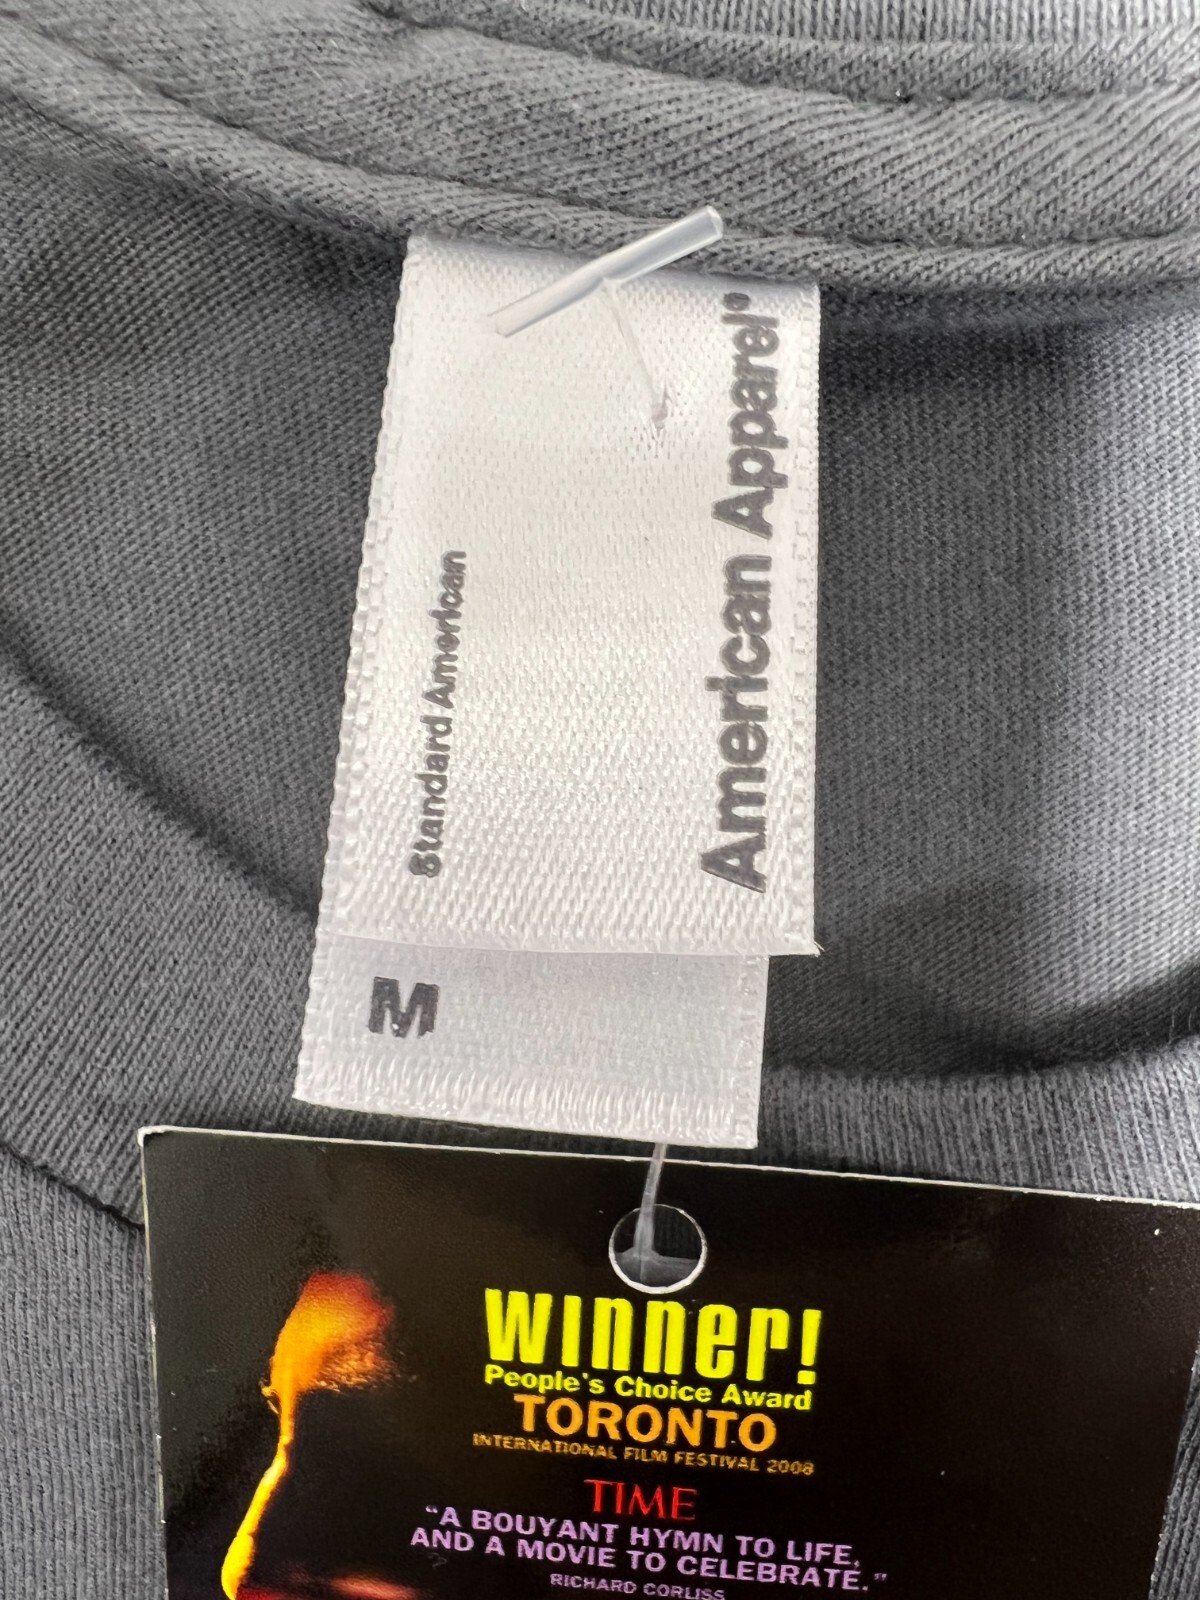 American Apparel®
Standard American
M
WINNER!
People's Choice Award
TORONTO
INTERNATIONAL FILM FESTIVAL 2008
TIME
"A BOUYANT HYMN TO LIFE,
AND A MOVIE TO CELEBRATE."
RICHARD CORLISS